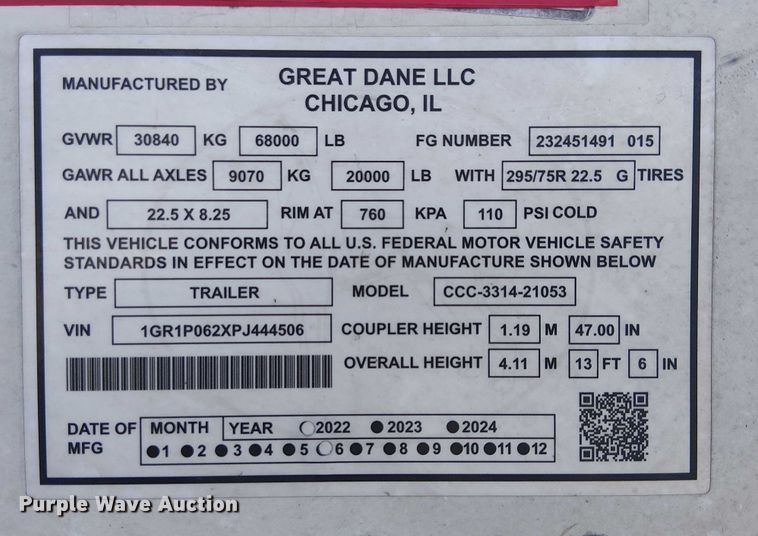 MANUFACTURED BY GREAT DANE LLC
CHICAGO, IL
GVWR 30840 KG 68000 LB FG NUMBER 232451491 015
GAWR ALL AXLES 9070 KG 20000 LB WITH 295/75R 22.5 G TIRES
AND 22.5 X 8.25 RIM AT 760 KPA 110 PSI COLD
THIS VEHICLE CONFORMS TO ALL U.S. FEDERAL MOTOR VEHICLE SAFETY
STANDARDS IN EFFECT ON THE DATE OF MANUFACTURE SHOWN BELOW
TYPE TRAILER MODEL CCC-3314-21053
VIN 1GR1P062XPJ444506 COUPLER HEIGHT 1.19 M 47.00 IN
OVERALL HEIGHT 4.11 M 13 FT 6 IN
DATE OF MFG MONTH YEAR 2022 2023 2024
1 2 3 4 5 6 7 8 9 10 11 12
Purple Wave Auction